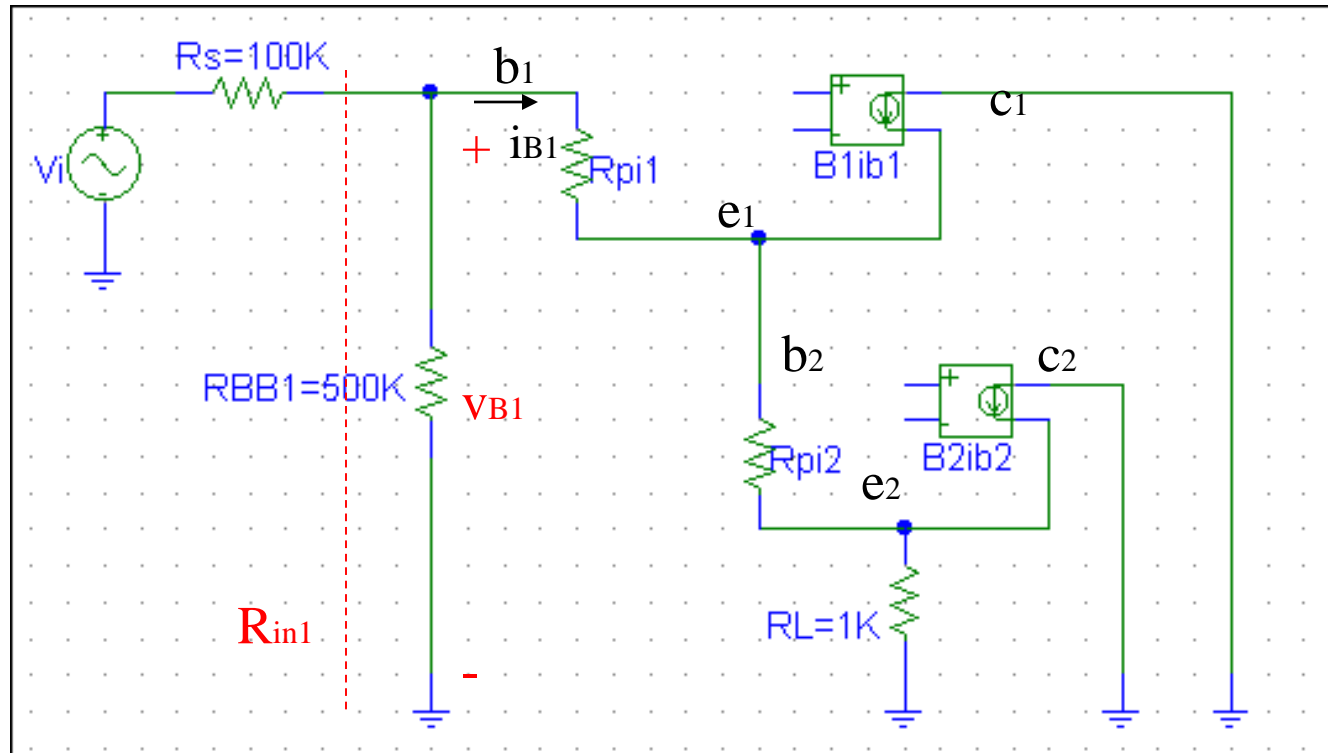 Rs=100K
b1
c1
+
iB1
Vi
Rpi1
B1ib1
e1
b2
c2
RBB1=500K
vB1
Rpi2
B2ib2
e2
Rin1
RL=1K
-